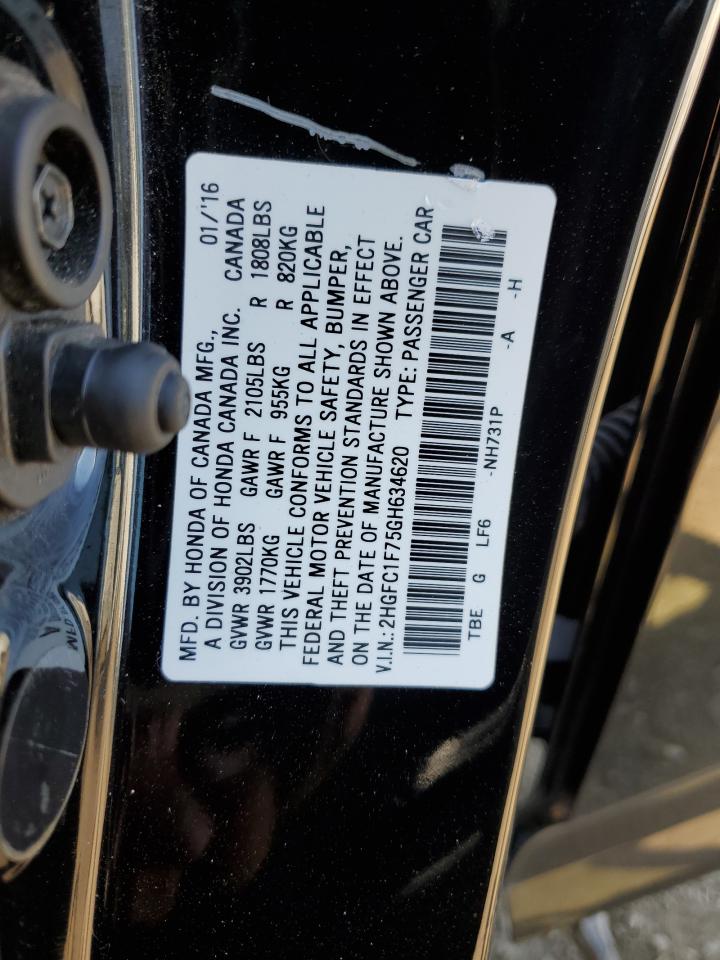 MFD. BY HONDA OF CANADA MFG., 01/'16
A DIVISION OF HONDA CANADA INC. CANADA
GVWR 3902LBS GAWR F 2105LBS R 1808LBS
GVWR 1770KG GAWR F 955KG R 820KG
THIS VEHICLE CONFORMS TO ALL APPLICABLE
FEDERAL MOTOR VEHICLE SAFETY, BUMPER,
AND THEFT PREVENTION STANDARDS IN EFFECT
ON THE DATE OF MANUFACTURE SHOWN ABOVE.
V.I.N.: 2HGFC1F75GH634620 TYPE: PASSENGER CAR
TBE G LF6 -NH731P -A -H